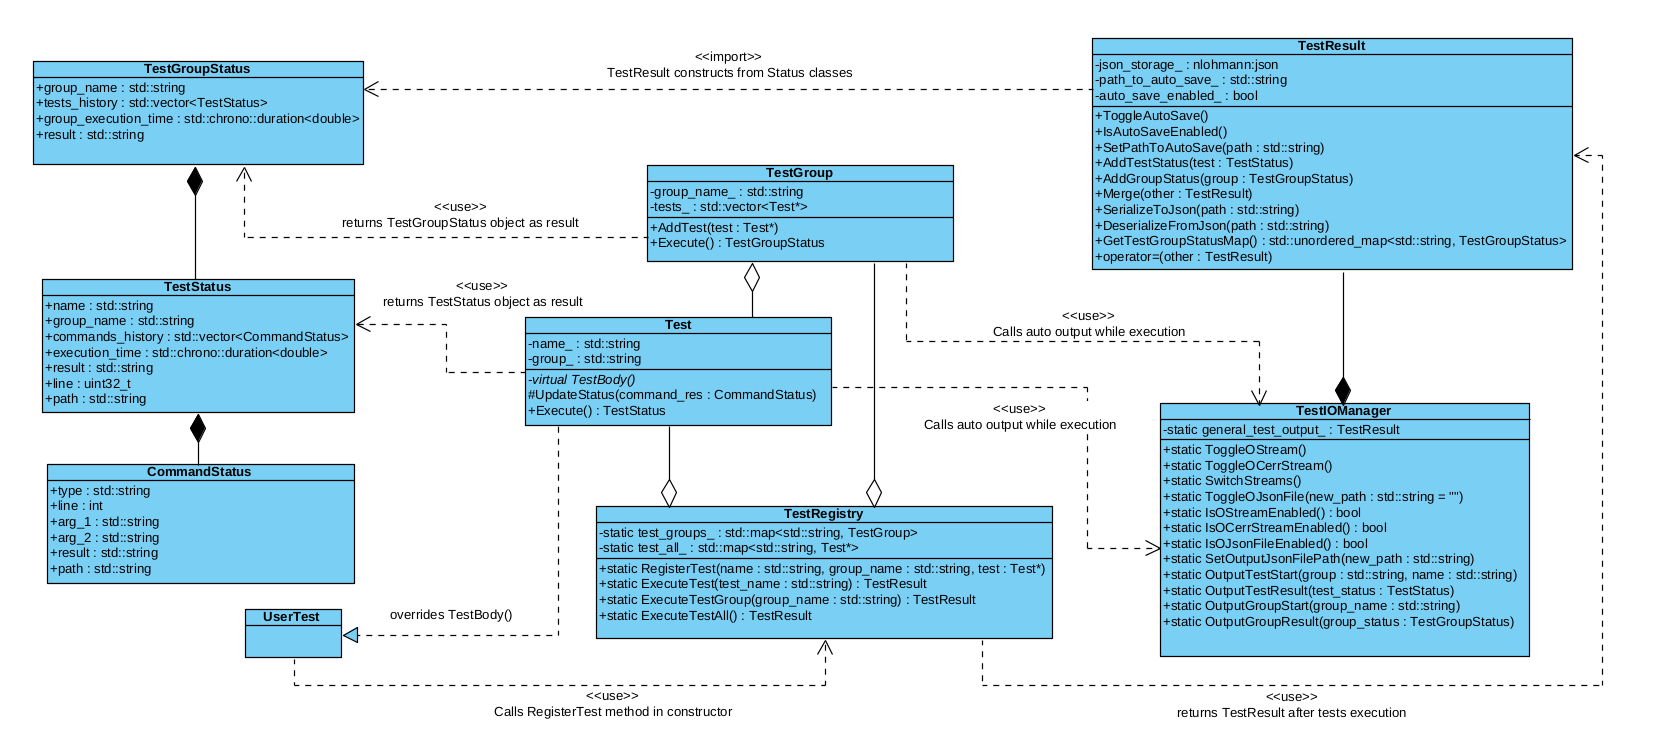 TestGroupStatus
+group_name : std::string
+tests_history : std::vector<TestStatus>
+group_execution_time : std::chrono::duration<double>
+result : std::string
<<import>>
TestResult constructs from Status classes
TestResult
-json_storage_ : nlohmann:json
-path_to_auto_save_ : std::string
-auto_save_enabled_ : bool
+ToggleAutoSave()
+IsAutoSaveEnabled()
+SetPathToAutoSave(path : std::string)
+AddTestStatus(test : TestStatus)
+AddGroupStatus(group : TestGroupStatus)
+Merge(other : TestResult)
+SerializeToJson(path : std::string)
+DeserializeFromJson(path : std::string)
+GetTestGroupStatusMap() : std::unordered_map<std::string, TestGroupStatus>
+operator=(other : TestResult)
TestGroup
-group_name_ : std::string
-tests_ : std::vector<Test*>
+AddTest(test : Test*)
+Execute() : TestGroupStatus
<<use>>
returns TestGroupStatus object as result
TestStatus
+name : std::string
+group_name : std::string
+commands_history : std::vector<CommandStatus>
+execution_time : std::chrono::duration<double>
+result : std::string
+line : uint32_t
+path : std::string
<<use>>
returns TestStatus object as result
Test
-name_ : std::string
-group_ : std::string
-virtual TestBody()
#UpdateStatus(command_res : CommandStatus)
+Execute() : TestStatus
<<use>>
Calls auto output while execution
<<use>>
Calls auto output while execution
TestIOManager
-static general_test_output_ : TestResult
+static ToggleOStream()
+static ToggleOCerrStream()
+static SwitchStreams()
+static ToggleOJsonFile(new_path : std::string = "")
+static IsOStreamEnabled() : bool
+static IsOCerrStreamEnabled() : bool
+static IsOJsonFileEnabled() : bool
+static SetOutputJsonFilePath(new_path : std::string)
+static OutputTestStart(group : std::string, name : std::string)
+static OutputTestResult(test_status : TestStatus)
+static OutputGroupStart(group_name : std::string)
+static OutputGroupResult(group_status : TestGroupStatus)
CommandStatus
+type : std::string
+line : int
+arg_1 : std::string
+arg_2 : std::string
+result : std::string
+path : std::string
TestRegistry
-static test_groups_ : std::map<std::string, TestGroup>
-static test_all_ : std::map<std::string, Test*>
+static RegisterTest(name : std::string, group_name : std::string, test : Test*)
+static ExecuteTest(test_name : std::string) : TestResult
+static ExecuteTestGroup(group_name : std::string) : TestResult
+static ExecuteTestAll() : TestResult
UserTest
overrides TestBody()
<<use>>
Calls RegisterTest method in constructor
<<use>>
returns TestResult after tests execution